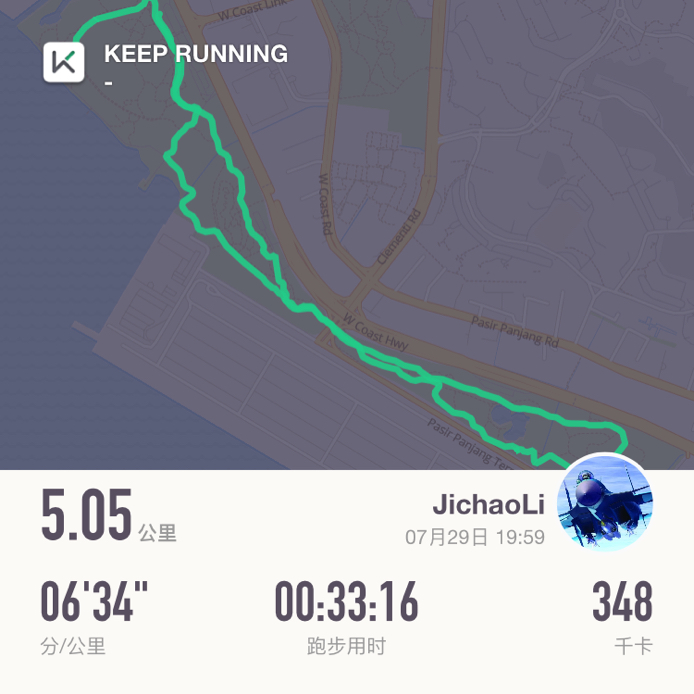 W Coast Link
KEEP RUNNING
-
W Coast Rd
Clementi Rd
W Coast Hwy
Pasir Panjang Rd
Pasir Panjang Ter
5.05 公里
JichaoLi
07月29日 19:59
06'34" 00:33:16 348
分/公里 跑步用时 千卡